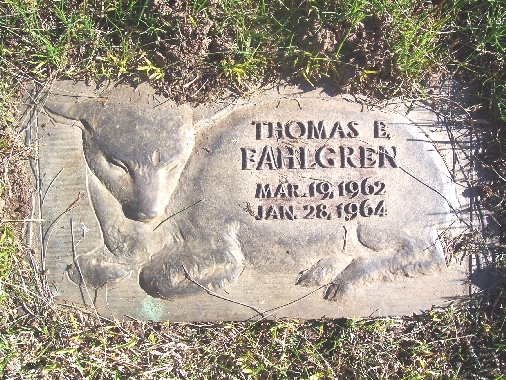 THOMAS E.
FAHLGREN
MAR. 19, 1962
JAN. 28, 1964